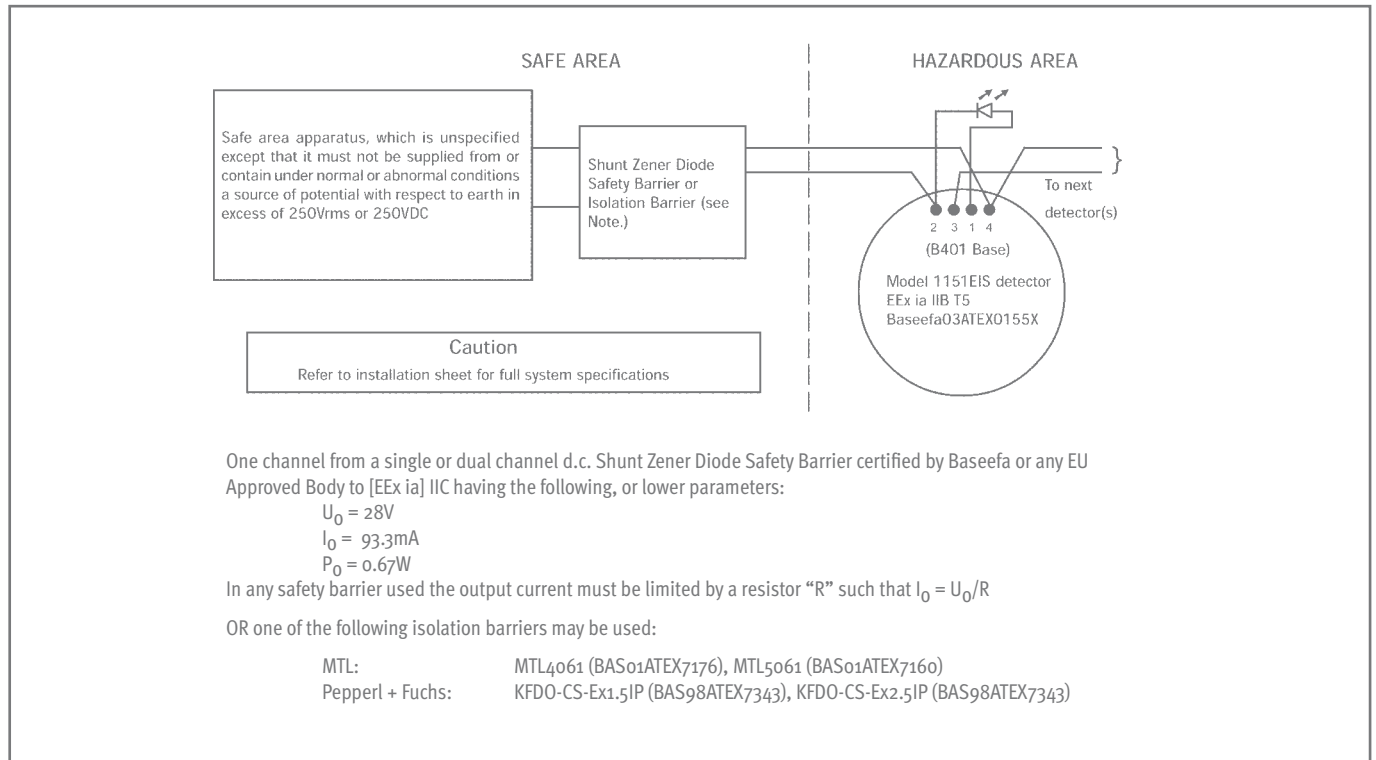 SAFE AREA
HAZARDOUS AREA
Safe area apparatus, which is unspecified
except that it must not be supplied from or
contain under normal or abnormal conditions
a source of potential with respect to earth in
excess of 250Vrms or 250VDC
Shunt Zener Diode
Safety Barrier or
Isolation Barrier (see
Note.)
}
To next
detector(s)
2 3 1 4
(B401 Base)
Model 1151EIS detector
EEx ia IIB T5
Baseefa03ATEX0155X
Caution
Refer to installation sheet for full system specifications
One channel from a single or dual channel d.c. Shunt Zener Diode Safety Barrier certified by Baseefa or any EU
Approved Body to [EEx ia] IIC having the following, or lower parameters:
U0 = 28V
I0 = 93.3mA
P0 = 0.67W
In any safety barrier used the output current must be limited by a resistor “R” such that I0 = U0/R
OR one of the following isolation barriers may be used:
MTL: MTL4061 (BAS01ATEX7176), MTL5061 (BAS01ATEX7160)
Pepperl + Fuchs: KFDO-CS-Ex1.5IP (BAS98ATEX7343), KFDO-CS-Ex2.5IP (BAS98ATEX7343)